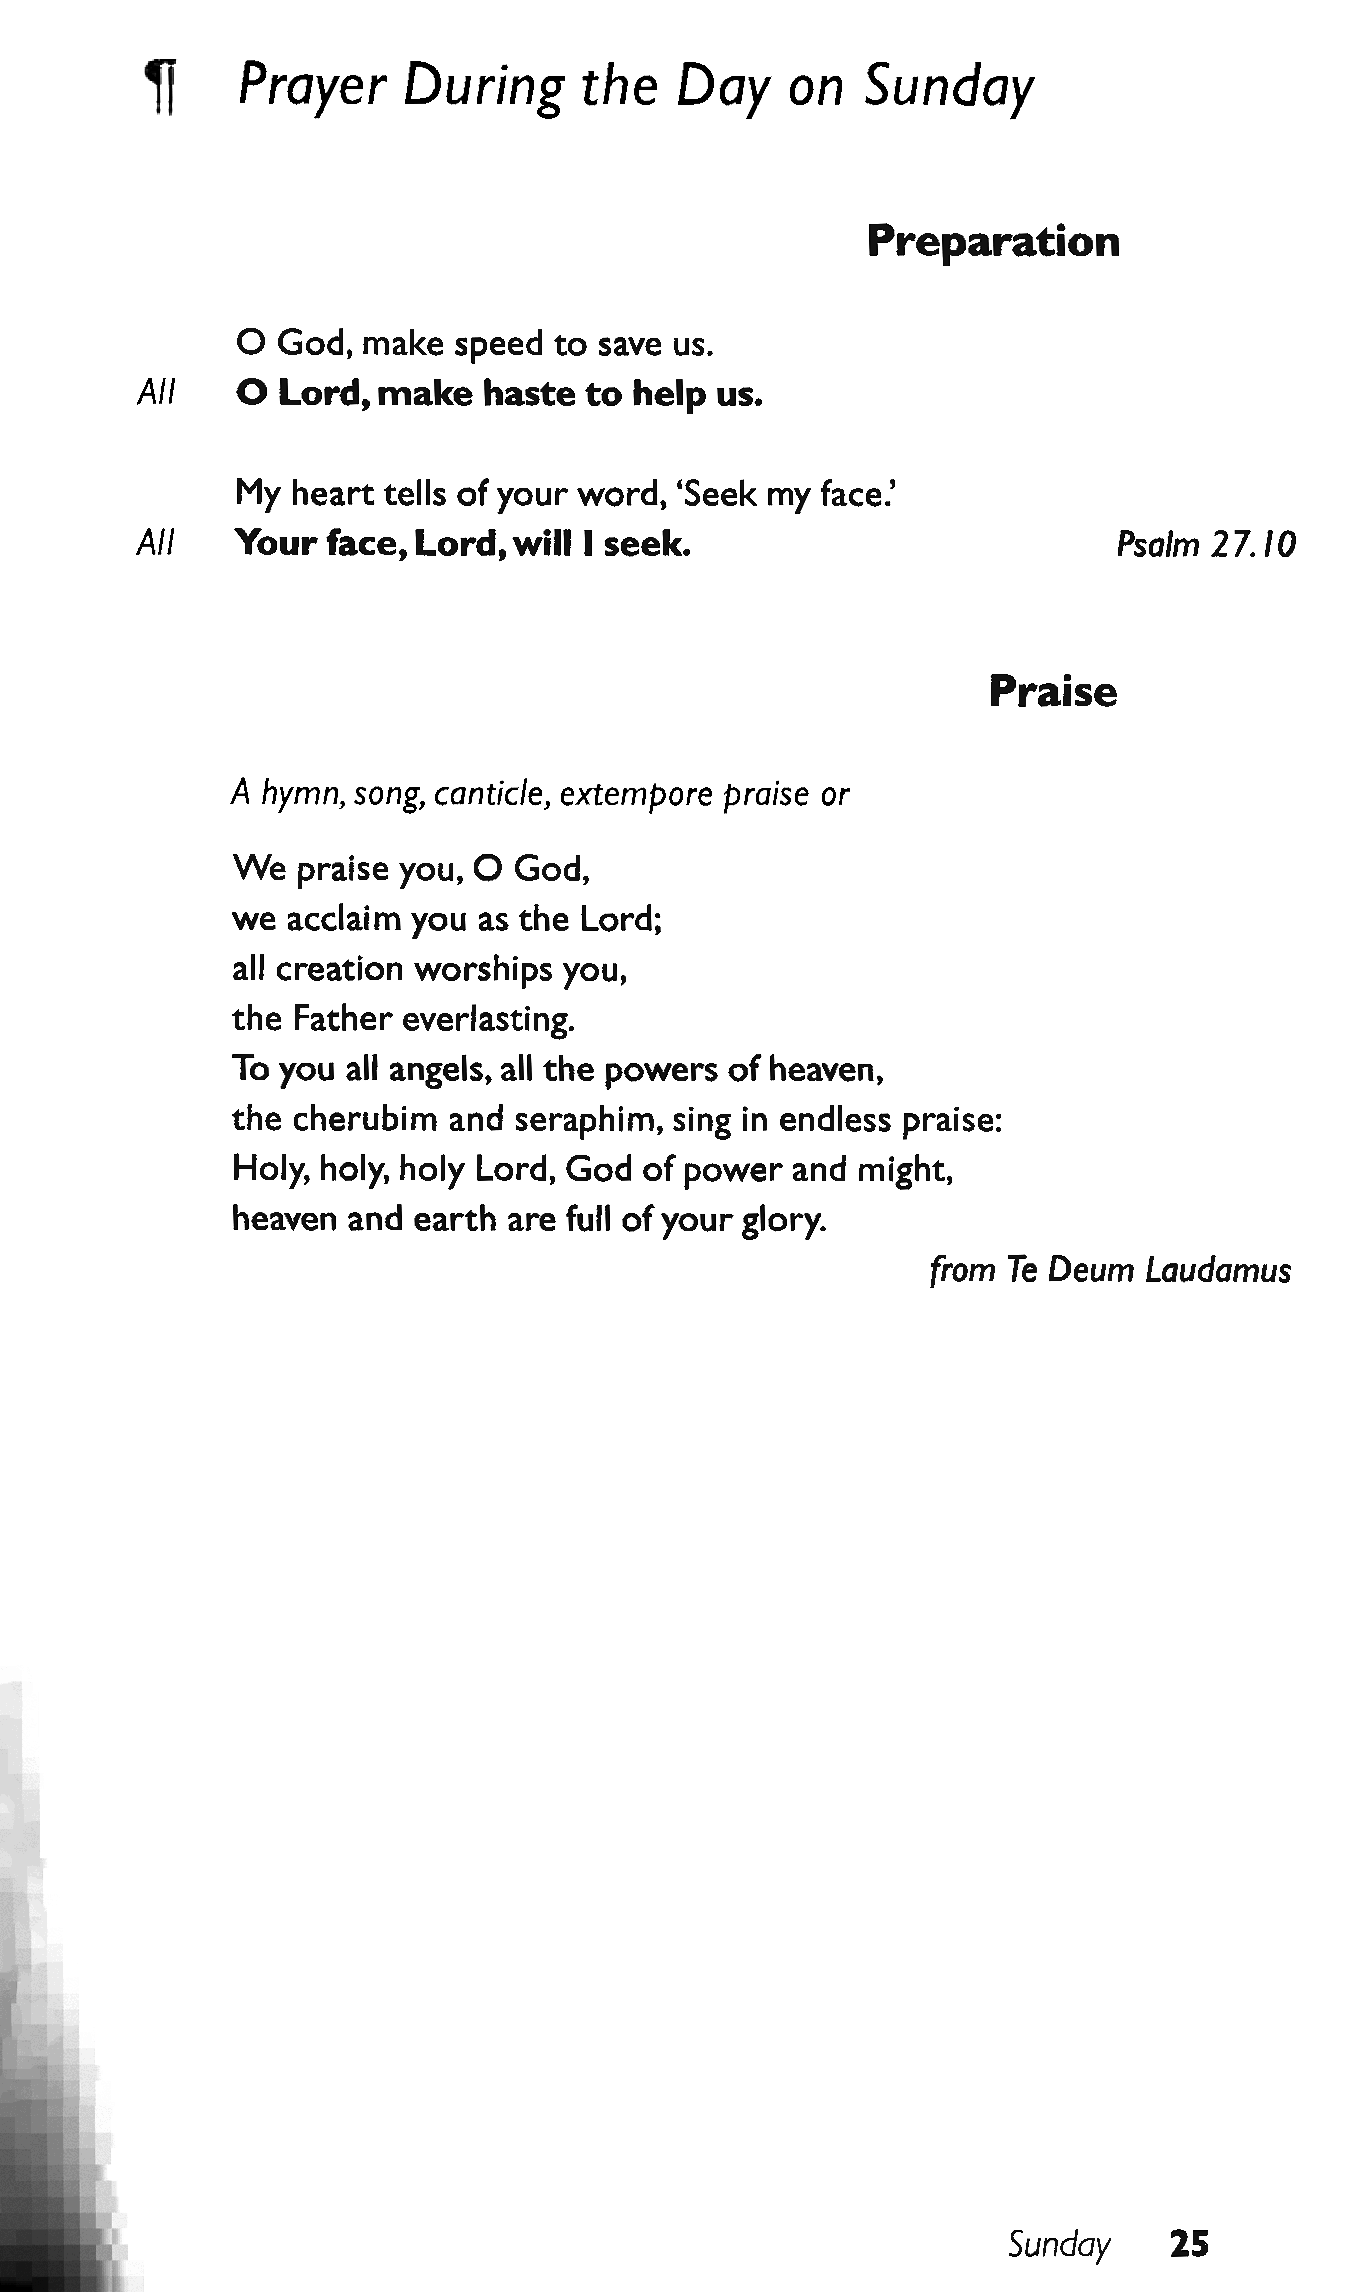 ¶ Prayer During the Day on Sunday
Preparation
O God, make speed to save us.
All O Lord, make haste to help us.
My heart tells of your word, ‘Seek my face.’
All Your face, Lord, will I seek. Psalm 27.10
Praise
A hymn, song, canticle, extempore praise or
We praise you, O God,
we acclaim you as the Lord;
all creation worships you,
the Father everlasting.
To you all angels, all the powers of heaven,
the cherubim and seraphim, sing in endless praise:
Holy, holy, holy Lord, God of power and might,
heaven and earth are full of your glory.
from Te Deum Laudamus
Sunday 25